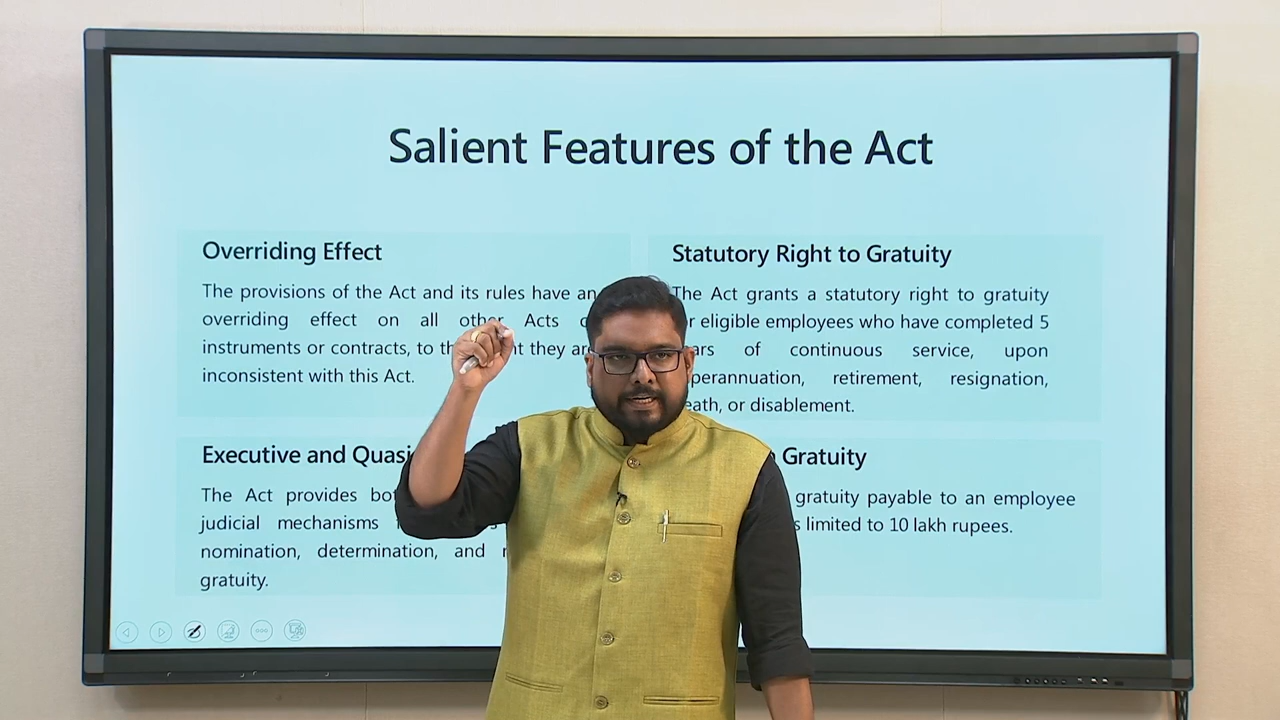 Salient Features of the Act
Overriding Effect
The provisions of the Act and its rules have an
overriding effect on all other Acts
instruments or contracts, to they are
inconsistent with this Act.
Statutory Right to Gratuity
The Act grants a statutory right to gratuity
eligible employees who have completed 5
of continuous service, upon
retirement, resignation,
or disablement.
Executive and
The Act provides
judicial mechanisms
nomination, determination, and
gratuity.
Gratuity
gratuity payable to an employee
limited to 10 lakh rupees.